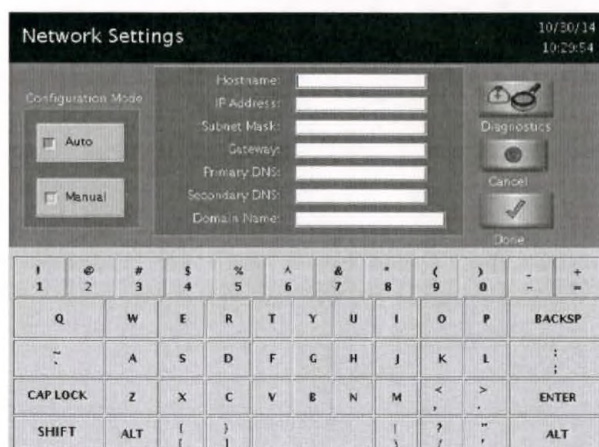 Network Settings
10/30/14
10:29:54
Configuration Mode
Auto
Manual
Hostname:
IP Address:
Subnet Mask:
Gateway:
Primary DNS:
Secondary DNS:
Domain Name:
Diagnostics
Cancel
Done
! @ # $ % ^ & * ( ) - +
1 2 3 4 5 6 7 8 9 0 - =
Q W E R T Y U I O P BACKSP
~ A S D F G H J K L :
;
CAP LOCK Z X C V B N M < > ENTER
, .
SHIFT ALT { } | ? " ALT
[ ] \ /